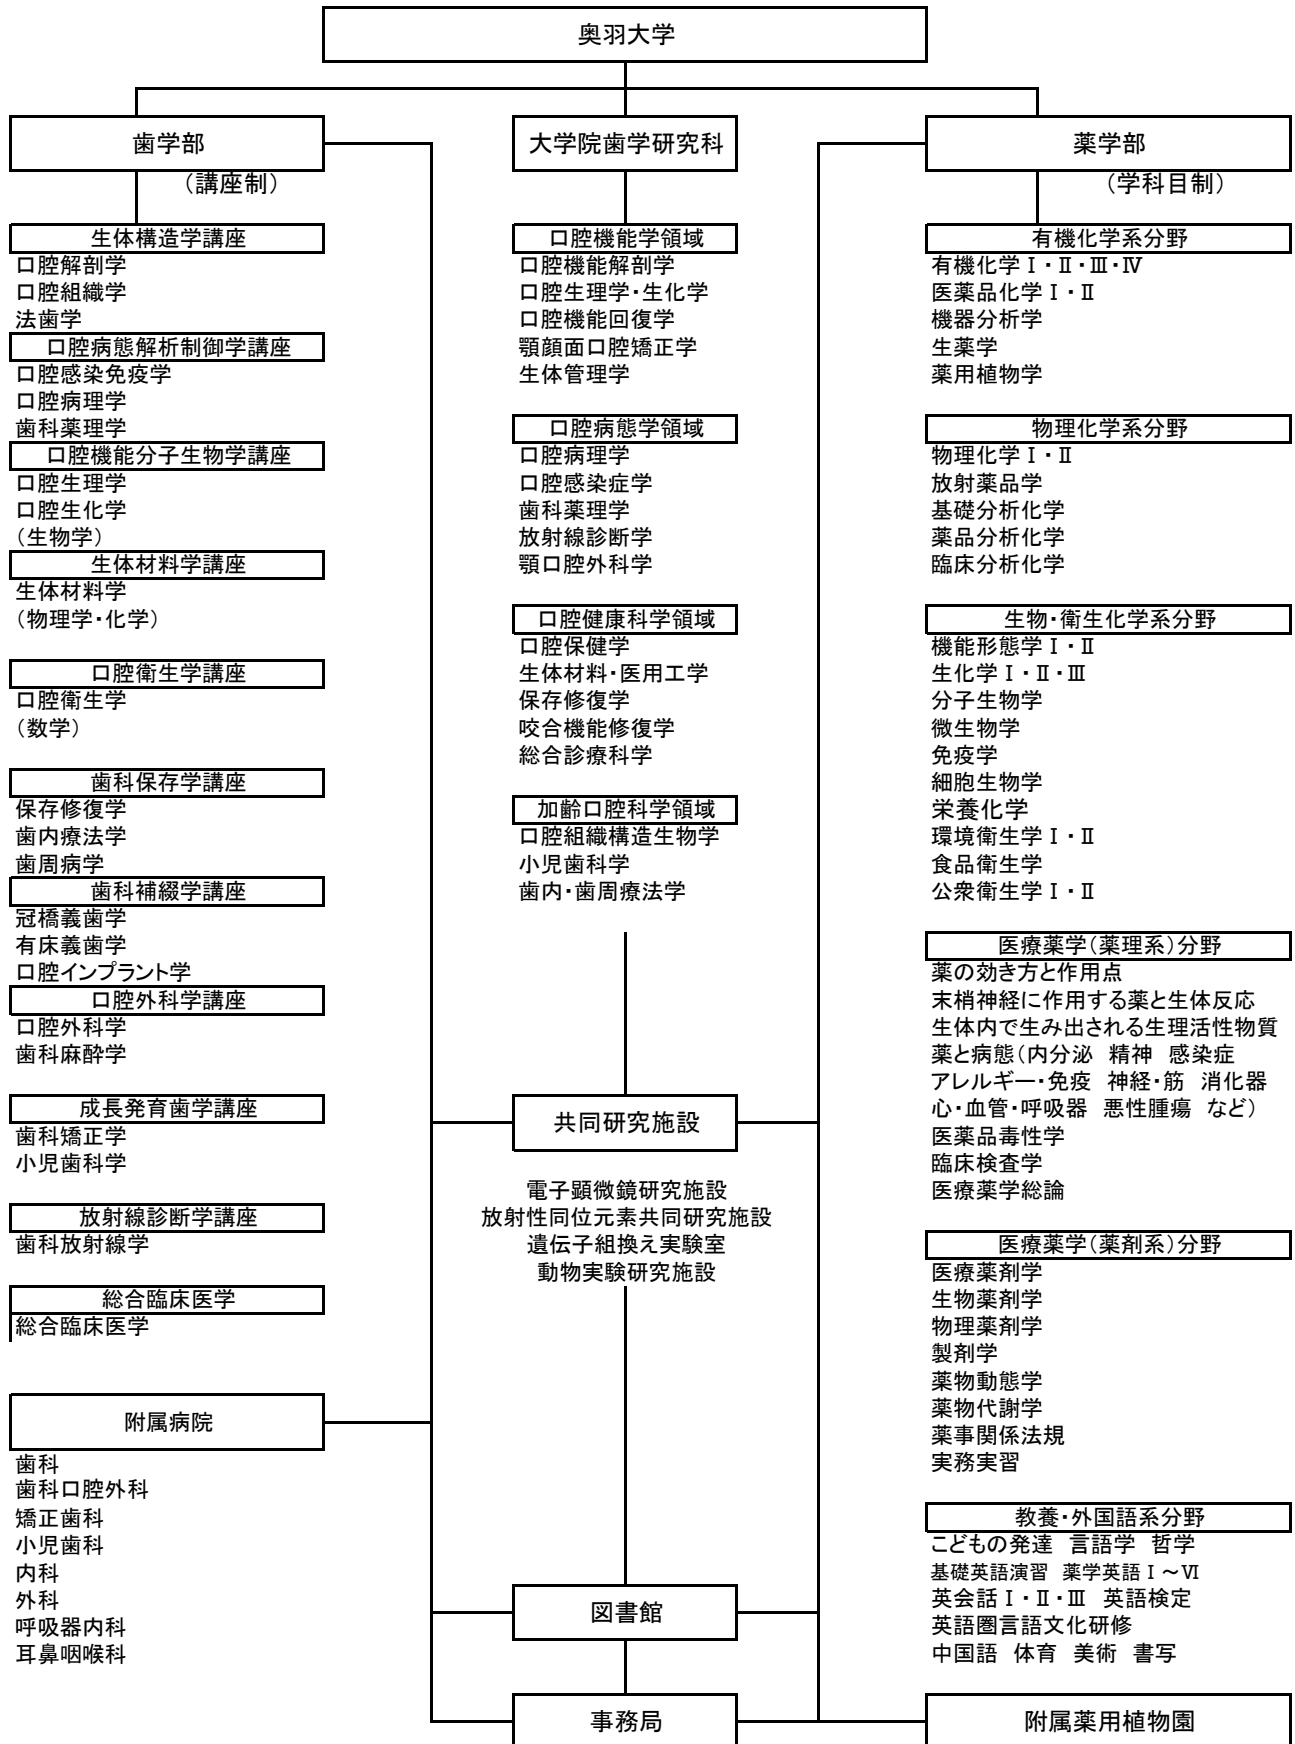 奥羽大学
歯学部
（講座制）
生体構造学講座
口腔解剖学
口腔組織学
法歯学
口腔病態解析制御学講座
口腔感染免疫学
口腔病理学
歯科薬理学
口腔機能分子生物学講座
口腔生理学
口腔生化学
（生物学）
生体材料学講座
生体材料学
（物理学・化学）
口腔衛生学講座
口腔衛生学
（数学）
歯科保存学講座
保存修復学
歯内療法学
歯周病学
歯科補綴学講座
冠橋義歯学
有床義歯学
口腔インプラント学
口腔外科学講座
口腔外科学
歯科麻酔学
成長発育歯学講座
歯科矯正学
小児歯科学
放射線診断学講座
歯科放射線学
総合臨床医学
総合臨床医学
附属病院
歯科
歯科口腔外科
矯正歯科
小児歯科
内科
外科
呼吸器内科
耳鼻咽喉科
大学院歯学研究科
口腔機能学領域
口腔機能解剖学
口腔生理学・生化学
口腔機能回復学
顎顔面口腔矯正学
生体管理学
口腔病態学領域
口腔病理学
口腔感染症学
歯科薬理学
放射線診断学
顎口腔外科学
口腔健康科学領域
口腔保健学
生体材料・医用工学
保存修復学
咬合機能修復学
総合診療科学
加齢口腔科学領域
口腔組織構造生物学
小児歯科学
歯内・歯周療法学
共同研究施設
電子顕微鏡研究施設
放射性同位元素共同研究施設
遺伝子組換え実験室
動物実験研究施設
図書館
事務局
薬学部
（学科目制）
有機化学系分野
有機化学Ⅰ・Ⅱ・Ⅲ・Ⅳ
医薬品化学Ⅰ・Ⅱ
機器分析学
生薬学
薬用植物学
物理化学系分野
物理化学Ⅰ・Ⅱ
放射薬品学
基礎分析化学
薬品分析化学
臨床分析化学
生物・衛生化学系分野
機能形態学Ⅰ・Ⅱ
生化学Ⅰ・Ⅱ・Ⅲ
分子生物学
微生物学
免疫学
細胞生物学
栄養化学
環境衛生学Ⅰ・Ⅱ
食品衛生学
公衆衛生学Ⅰ・Ⅱ
医療薬学（薬理系）分野
薬の効き方と作用点
末梢神経に作用する薬と生体反応
生体内で生み出される生理活性物質
薬と病態（内分泌　精神　感染症
アレルギー・免疫　神経・筋　消化器
心・血管・呼吸器　悪性腫瘍　など）
医薬品毒性学
臨床検査学
医療薬学総論
医療薬学（薬剤系）分野
医療薬剤学
生物薬剤学
物理薬剤学
製剤学
薬物動態学
薬物代謝学
薬事関係法規
実務実習
教養・外国語系分野
こどもの発達　言語学　哲学
基礎英語演習　薬学英語Ⅰ～Ⅵ
英会話Ⅰ・Ⅱ・Ⅲ　英語検定
英語圏言語文化研修
中国語　体育　美術　書写
附属薬用植物園